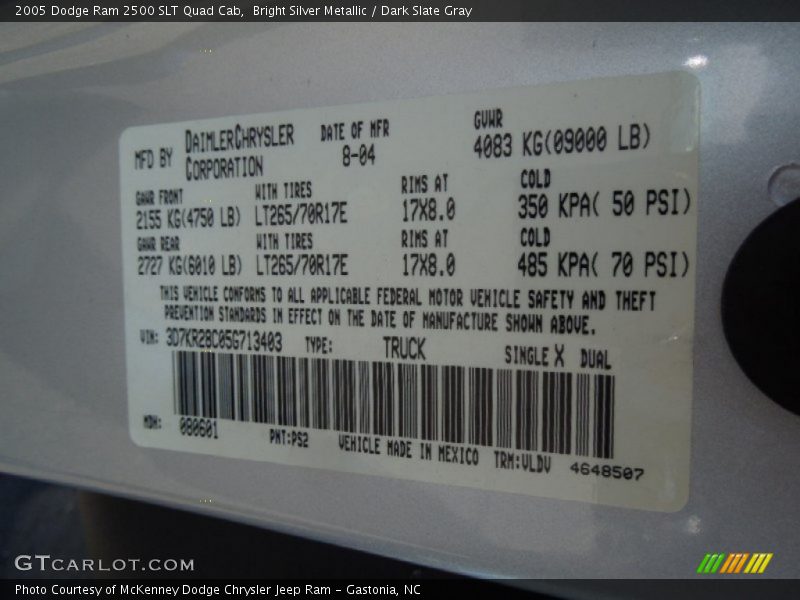 2005 Dodge Ram 2500 SLT Quad Cab,  Bright Silver Metallic / Dark Slate Gray
MFD BY DAIMLERCHRYSLER CORPORATION
DATE OF MFR 8-04
GVWR 4083 KG(09000 LB)
GAWR FRONT WITH TIRES RIMS AT COLD
2155 KG(4750 LB) LT265/70R17E 17X8.0 350 KPA( 50 PSI)
GAWR REAR WITH TIRES RIMS AT COLD
2727 KG(6010 LB) LT265/70R17E 17X8.0 485 KPA( 70 PSI)
THIS VEHICLE CONFORMS TO ALL APPLICABLE FEDERAL MOTOR VEHICLE SAFETY AND THEFT
PREVENTION STANDARDS IN EFFECT ON THE DATE OF MANUFACTURE SHOWN ABOVE.
VIN: 3D7KR28C05G713403 TYPE: TRUCK SINGLE X DUAL
MDH: 080601 PNT:PS2 VEHICLE MADE IN MEXICO TRM:VLDV 4648507
GTCARLOT.COM
Photo Courtesy of McKenney Dodge Chrysler Jeep Ram - Gastonia, NC